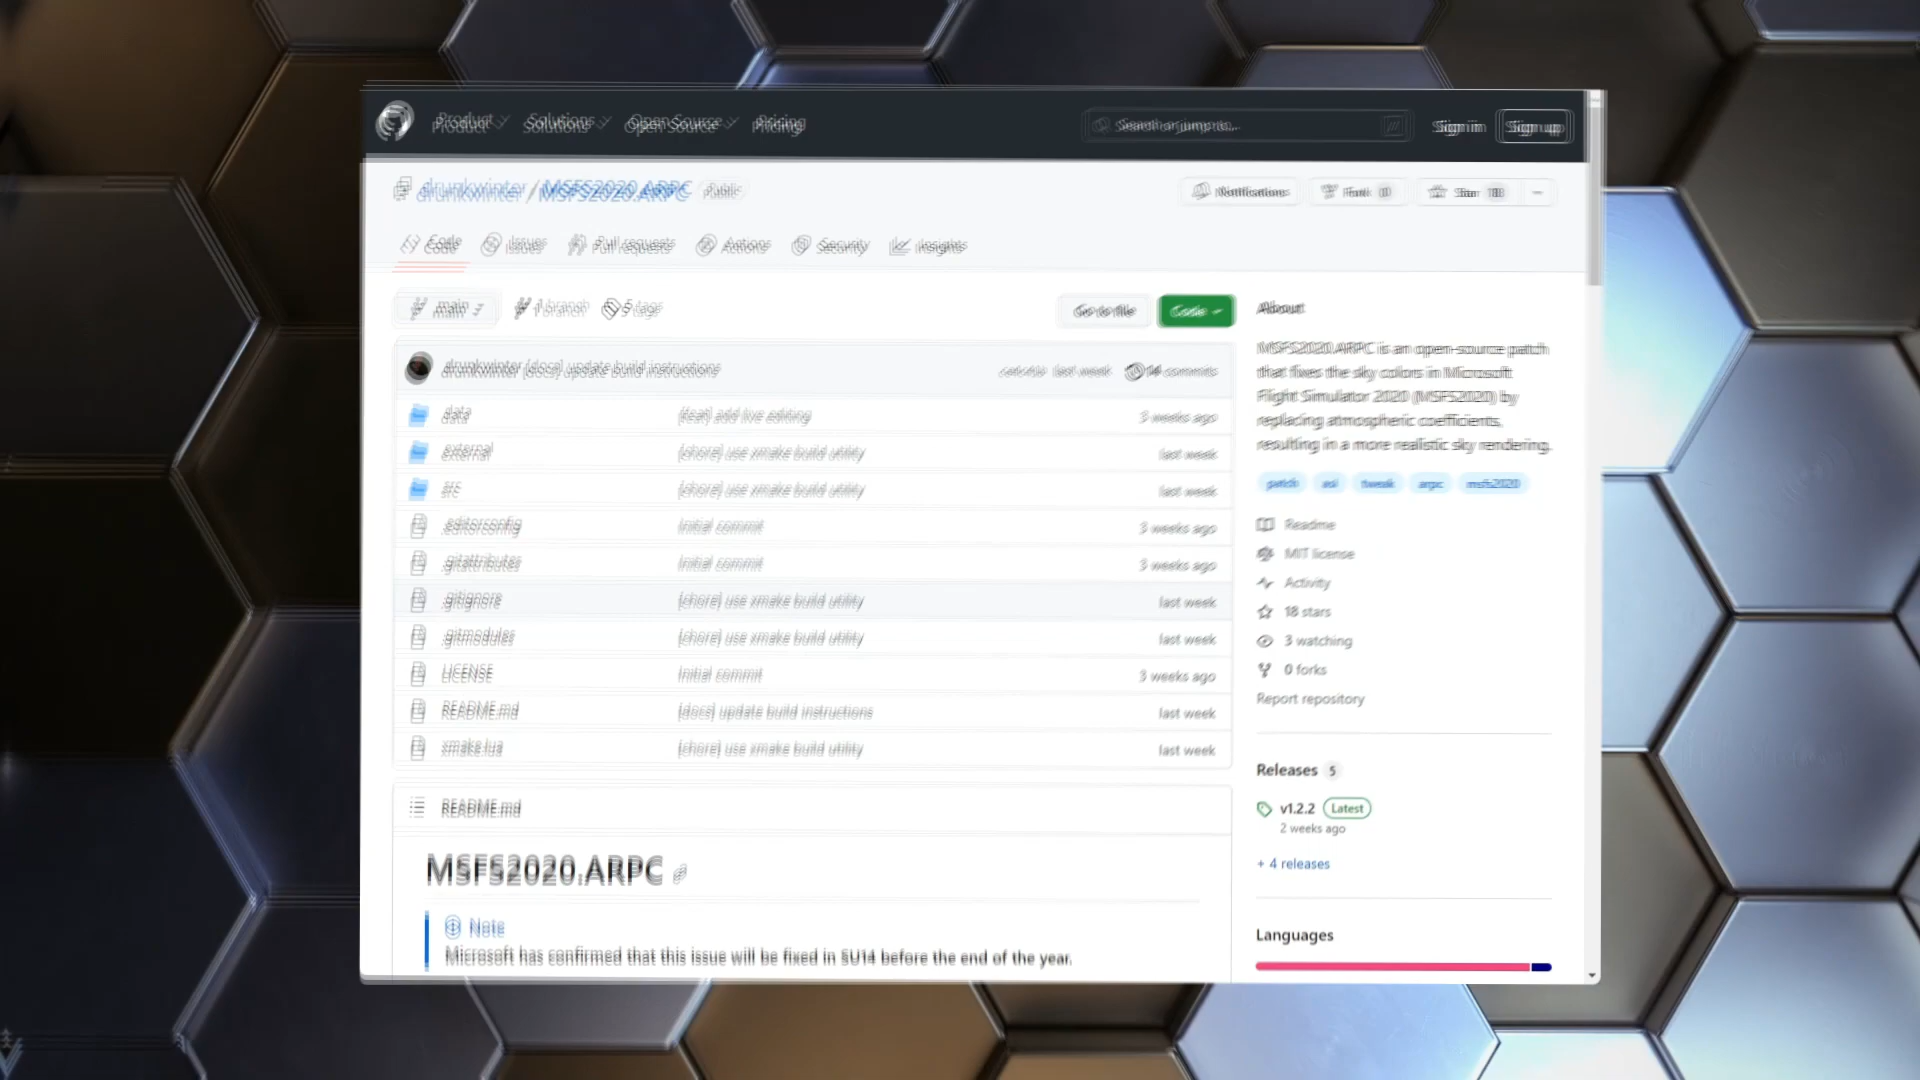 Product Solutions Open Source Pricing Search or jump to... / Sign in Sign up
drunkwinter / MSFS2020.ARPC Public Notifications Fork 0 Star 18
Code Issues Pull requests Actions Security Insights
main 1 branch 5 tags Go to file Code
drunkwinter [docs] update build instructions last week 14 commits
data [feat] add live editing 3 weeks ago
external [chore] use xmake build utility last week
src [chore] use xmake build utility last week
.editorconfig Initial commit 3 weeks ago
.gitattributes Initial commit 3 weeks ago
.gitignore [chore] use xmake build utility last week
.gitmodules [chore] use xmake build utility last week
LICENSE Initial commit 3 weeks ago
README.md [docs] update build instructions last week
xmake.lua [chore] use xmake build utility last week
README.md
MSFS2020.ARPC
Note
Microsoft has confirmed that this issue will be fixed in SU14 before the end of the year.
About
MSFS2020.ARPC is an open-source patch
that fixes the sky colors in Microsoft
Flight Simulator 2020 (MSFS2020) by
replacing atmospheric coefficients,
resulting in a more realistic sky rendering.
patch asi tweak arpc msfs2020
Readme
MIT license
Activity
18 stars
3 watching
0 forks
Report repository
Releases 5
v1.2.2 Latest
2 weeks ago
+ 4 releases
Languages